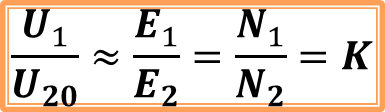 U₁/U₂₀ ≈ E₁/E₂ = N₁/N₂ = K